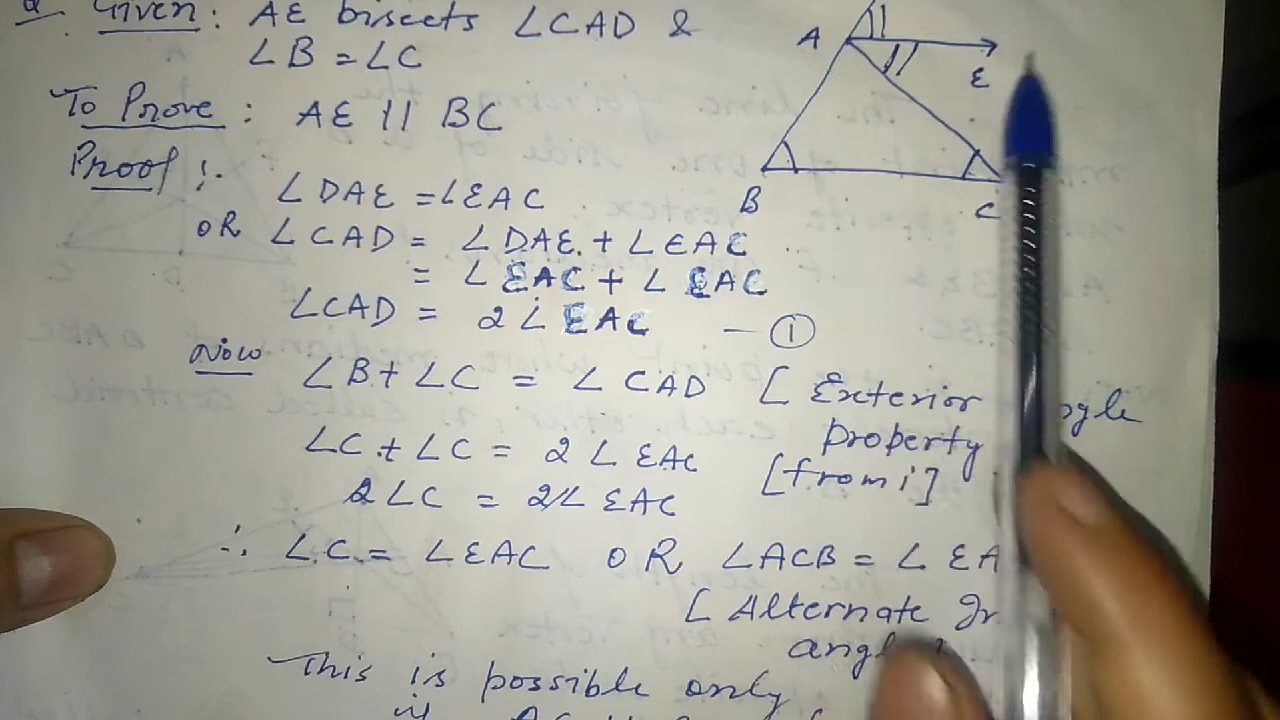 Given: AE bisects ∠CAD &
∠B = ∠C
To Prove: AE || BC
Proof:-
∠DAE = ∠EAC
OR ∠CAD = ∠DAE + ∠EAC
= ∠EAC + ∠EAC
∠CAD = 2∠EAC — ①
Now ∠B + ∠C = ∠CAD [Exterior
property
∠C + ∠C = 2∠EAC [from i]
2∠C = 2∠EAC
∴ ∠C = ∠EAC OR ∠ACB = ∠EA
[Alternate
This is possible only
A
E
B
C